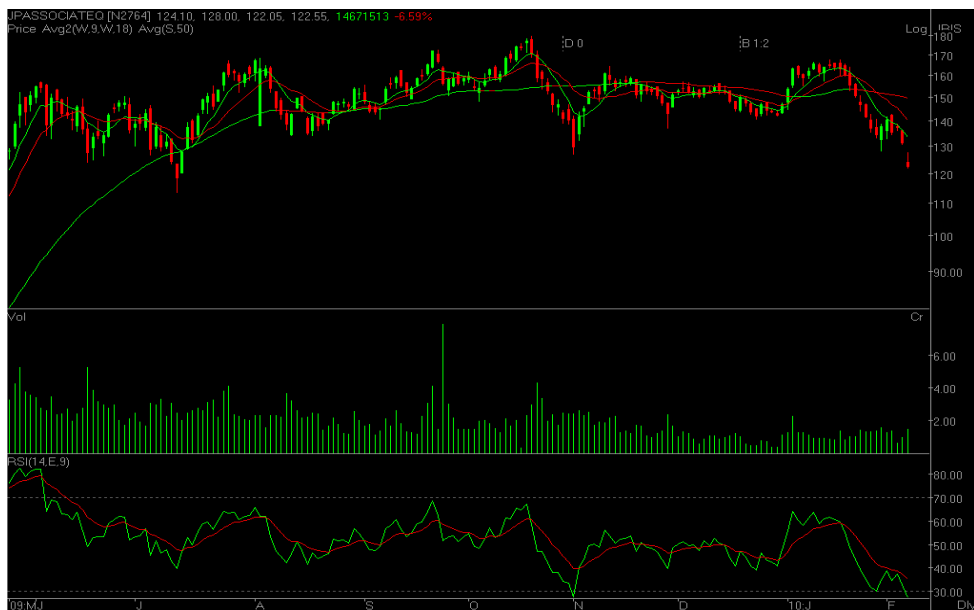 JPASSOCIATEQ [N2764] 124.10, 128.00, 122.05, 122.55, 14671513 -6.59%
Price Avg2(W,9,W,18) Avg(S,50)
Log IRIS
D 0
B 1:2
180
170
160
150
140
130
120
110
100
90.00
Vol
Cr
6.00
4.00
2.00
RSI(14,E,9)
80.00
70.00
60.00
50.00
40.00
30.00
09:MJ J A S O N D 10:J F Dly